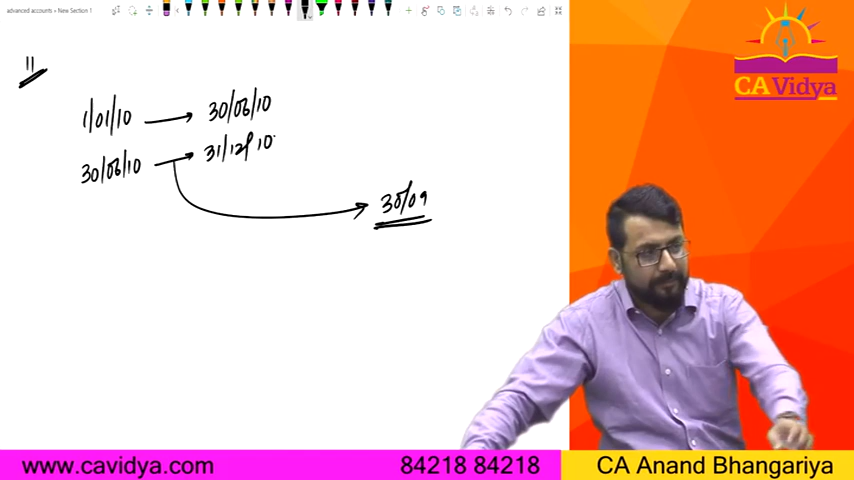 advanced accounts > New Section 1
11
1/01/10 → 30/06/10
30/06/10 → 31/12/10
30/09
CA Vidya
www.cavidya.com 84218 84218 CA Anand Bhangariya